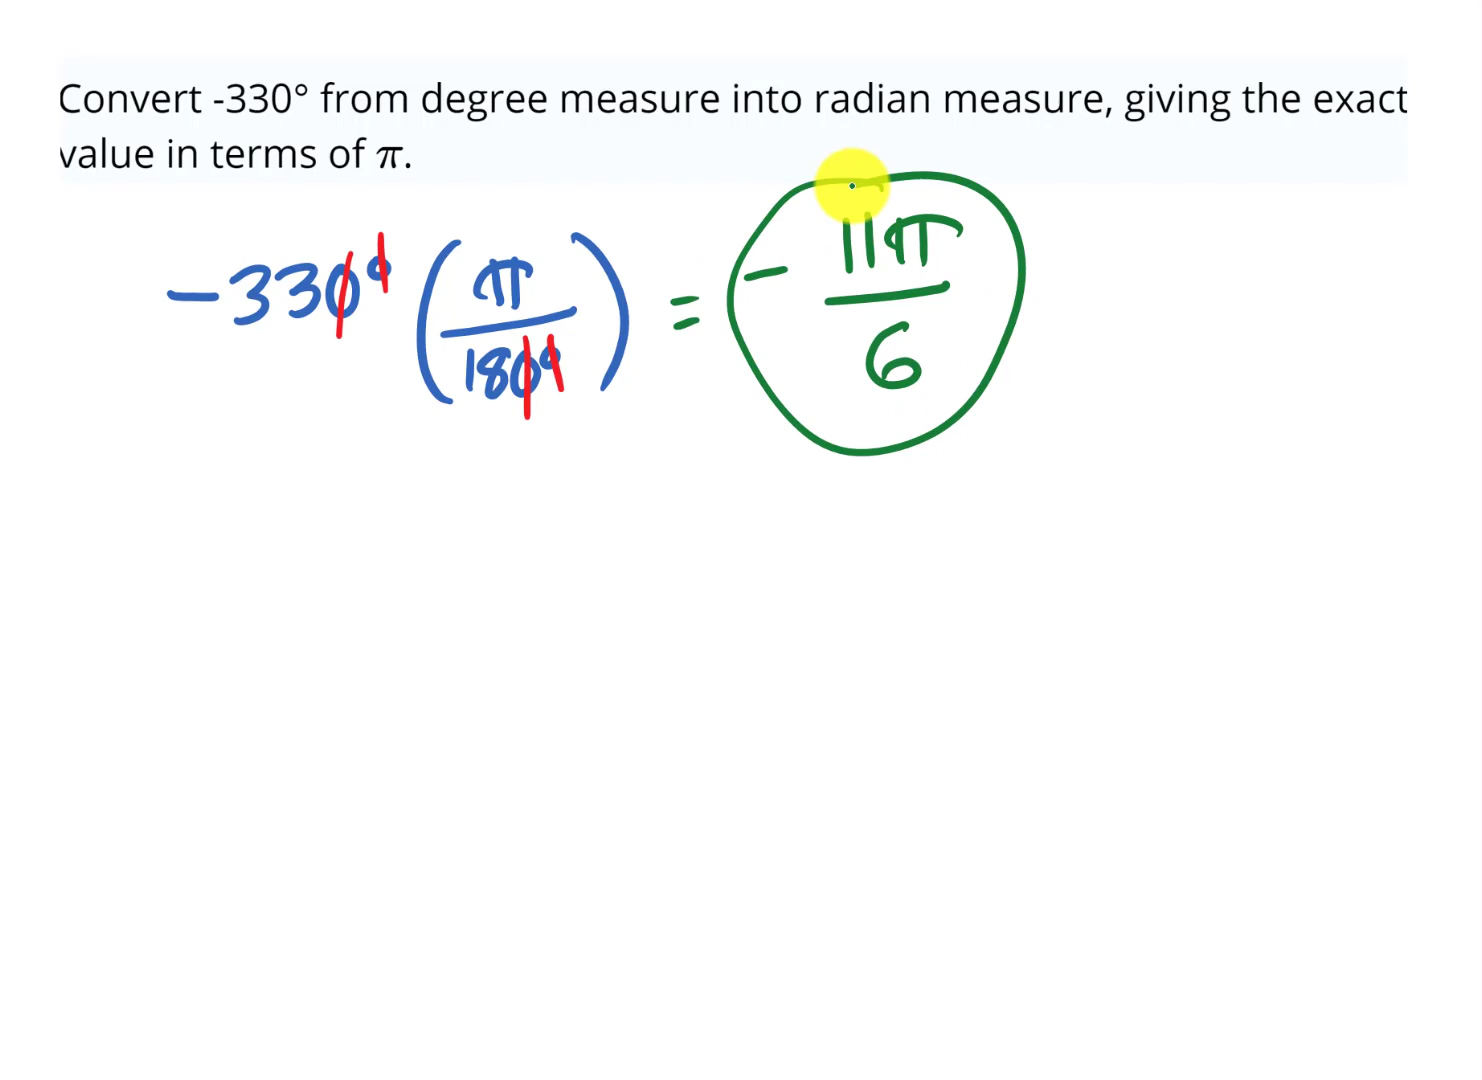 Convert -330° from degree measure into radian measure, giving the exact
value in terms of π.
-330° (π/180°) = -11π/6